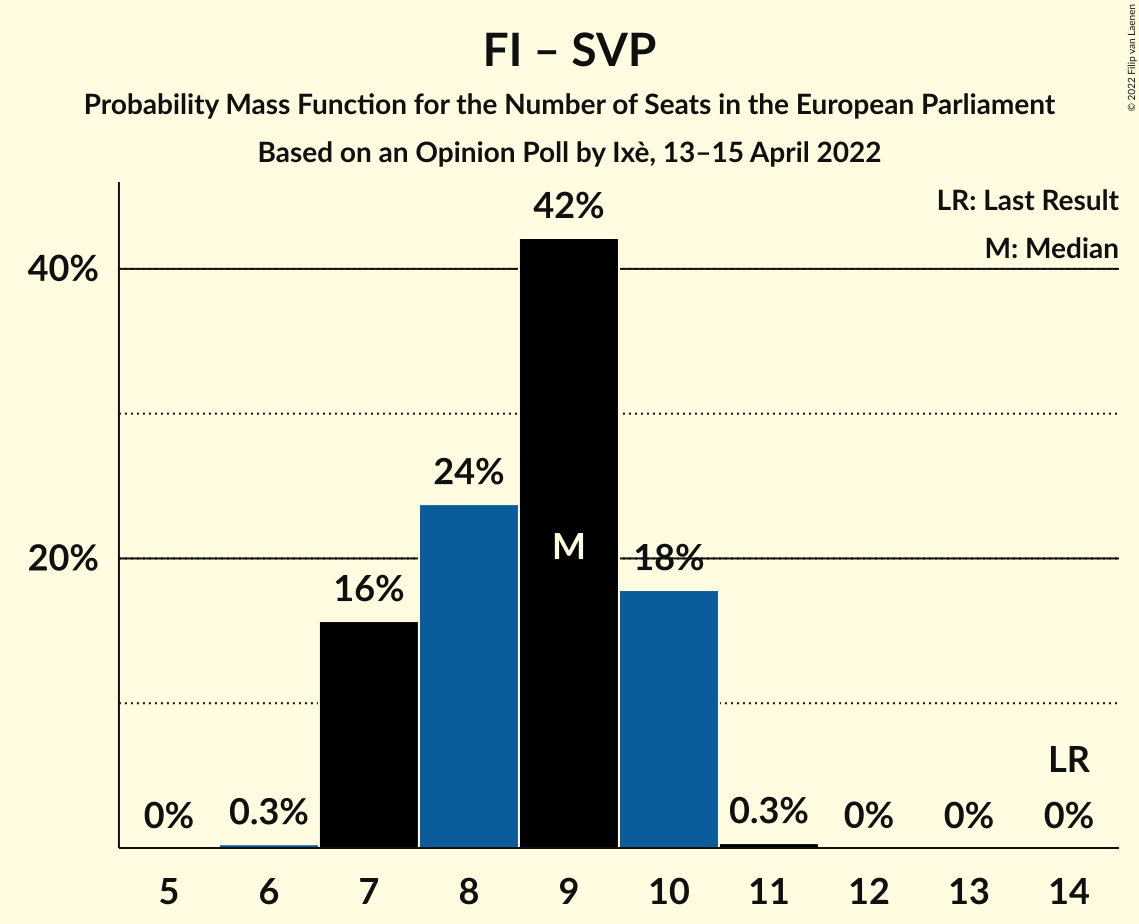 FI – SVP
Probability Mass Function for the Number of Seats in the European Parliament
Based on an Opinion Poll by Ixè, 13–15 April 2022
© 2022 Filip van Laenen
LR: Last Result
M: Median
42%
40%
24%
M
20%
18%
16%
LR
0%
0.3%
0.3%
0%
0%
0%
5 6 7 8 9 10 11 12 13 14